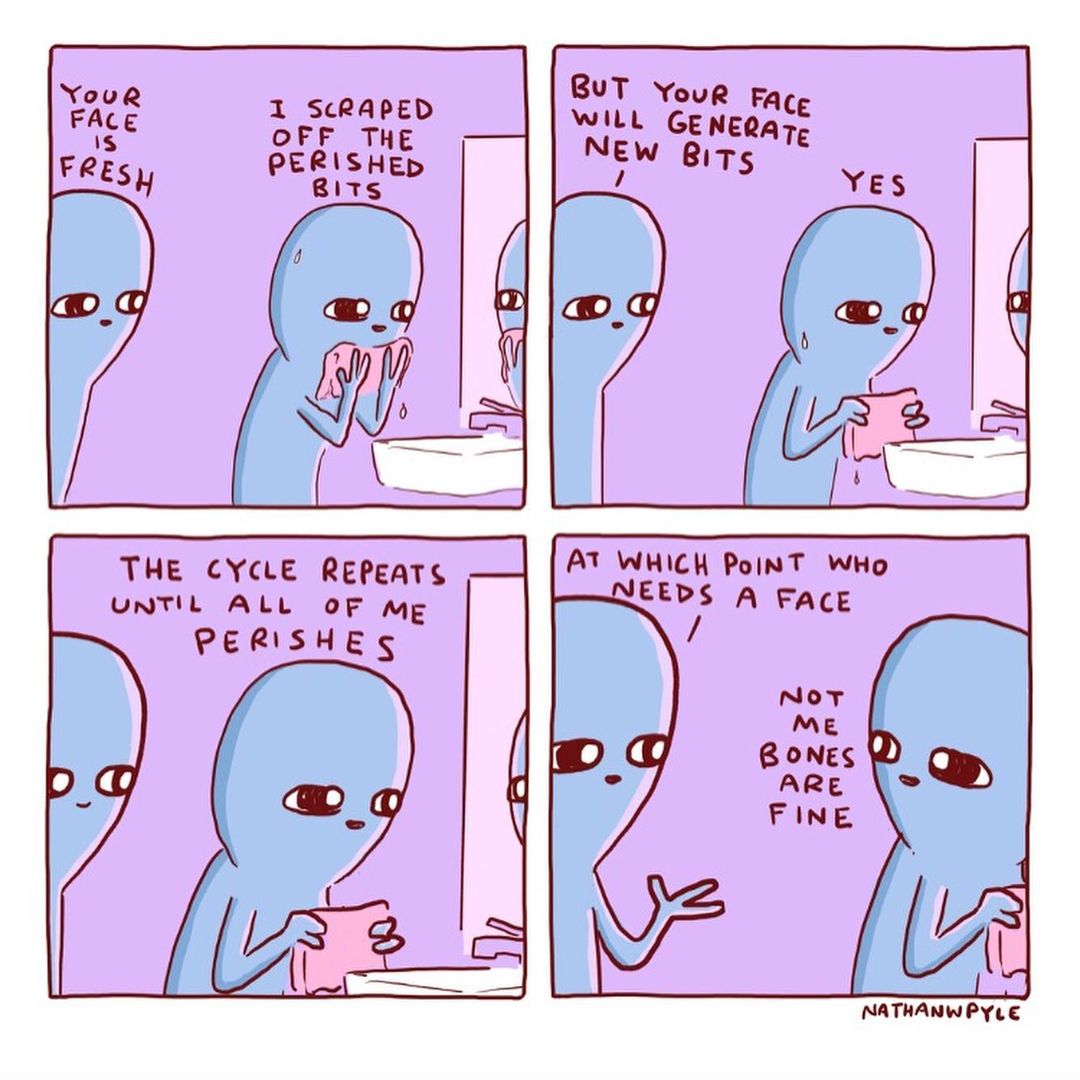 YOUR
FACE
IS
FRESH
I SCRAPED
OFF THE
PERISHED
BITS
BUT YOUR FACE
WILL GENERATE
NEW BITS
YES
THE CYCLE REPEATS
UNTIL ALL OF ME
PERISHES
AT WHICH POINT WHO
NEEDS A FACE
NOT
ME
BONES
ARE
FINE
NATHANWPYLE